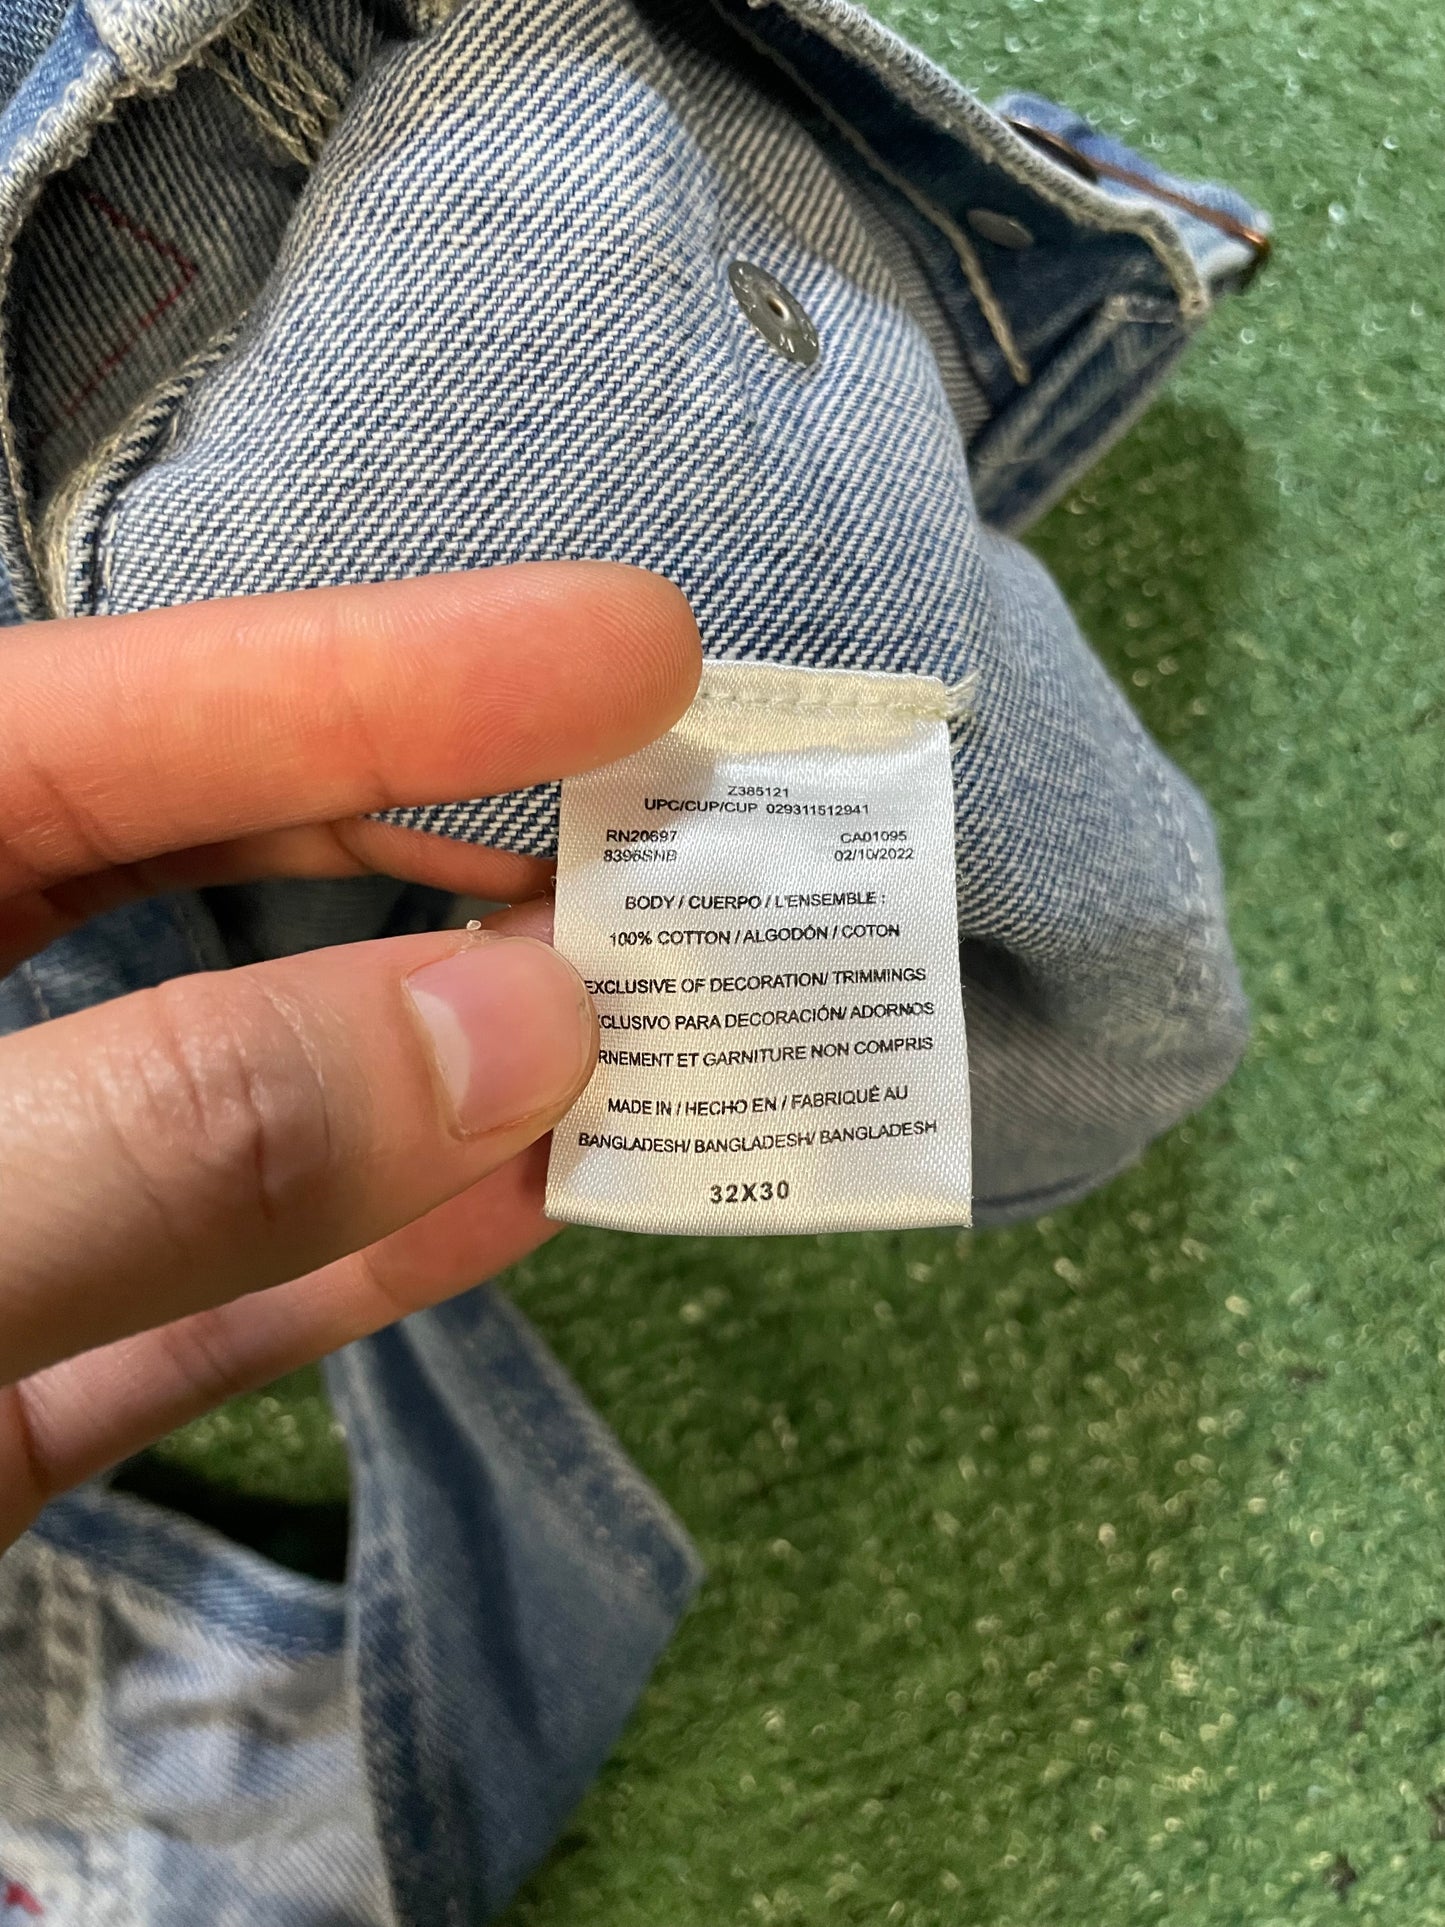 Z385121
UPC/CUP/CUP 029311512941
RN20697 CA01095
8396SNB 02/10/2022
BODY / CUERPO / L'ENSEMBLE :
100% COTTON / ALGODÓN / COTON
EXCLUSIVE OF DECORATION/ TRIMMINGS
CLUSIVO PARA DECORACIÓN/ ADORNOS
RNEMENT ET GARNITURE NON COMPRIS
MADE IN / HECHO EN / FABRIQUÉ AU
BANGLADESH/ BANGLADESH/ BANGLADESH
32X30